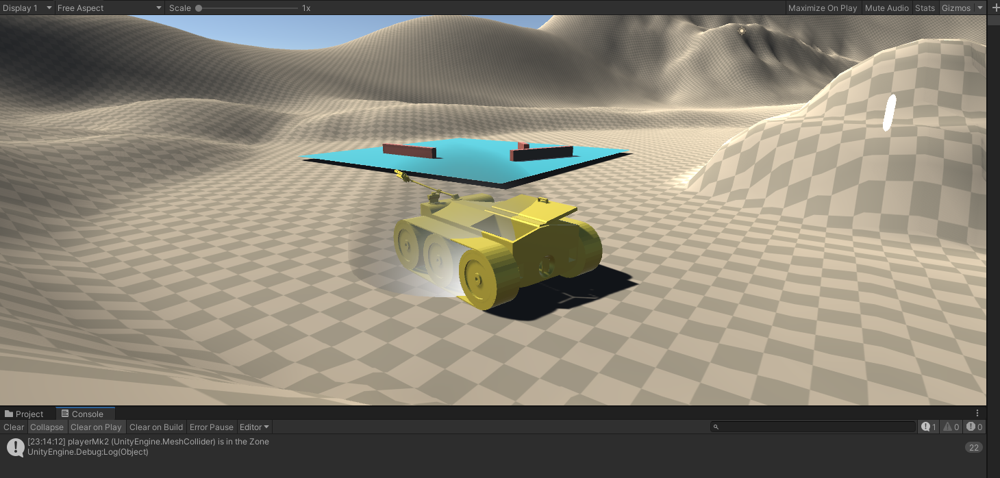 Display 1 Free Aspect Scale 1x Maximize On Play Mute Audio Stats Gizmos
Project Console
Clear Collapse Clear on Play Clear on Build Error Pause Editor 1 0 0
[23:14:12] playerMk2 (UnityEngine.MeshCollider) is in the Zone
UnityEngine.Debug:Log(Object)
22